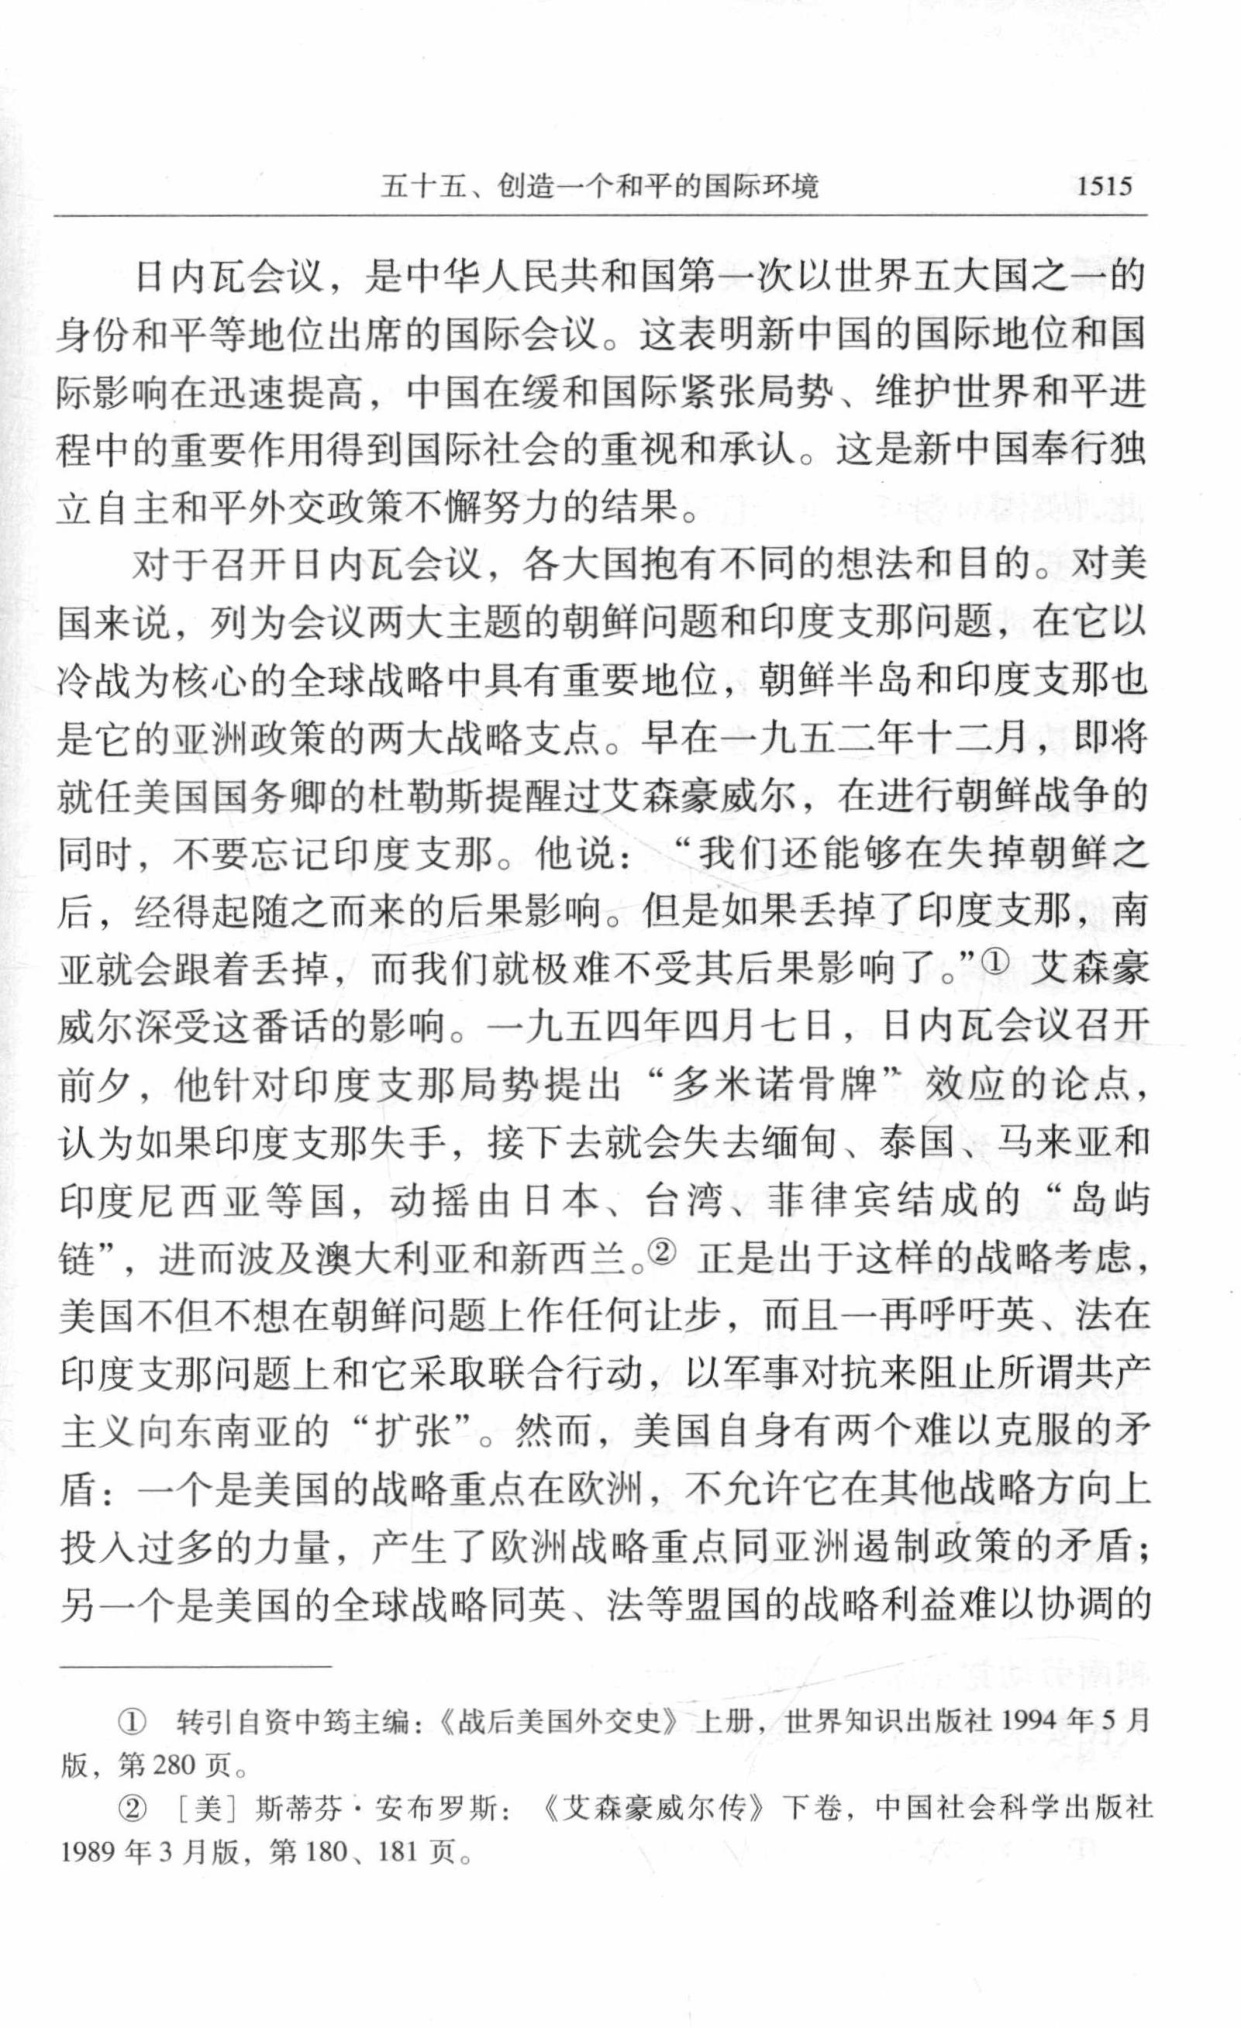 五十五、创造一个和平的国际环境 1515
日内瓦会议，是中华人民共和国第一次以世界五大国之一的
身份和平等地位出席的国际会议。这表明新中国的国际地位和国
际影响在迅速提高，中国在缓和国际紧张局势、维护世界和平进
程中的重要作用得到国际社会的重视和承认。这是新中国奉行独
立自主和平外交政策不懈努力的结果。
对于召开日内瓦会议，各大国抱有不同的想法和目的。对美
国来说，列为会议两大主题的朝鲜问题和印度支那问题，在它以
冷战为核心的全球战略中具有重要地位，朝鲜半岛和印度支那也
是它的亚洲政策的两大战略支点。早在一九五二年十二月，即将
就任美国国务卿的杜勒斯提醒过艾森豪威尔，在进行朝鲜战争的
同时，不要忘记印度支那。他说：“我们还能够在失掉朝鲜之
后，经得起随之而来的后果影响。但是如果丢掉了印度支那，南
亚就会跟着丢掉，而我们就极难不受其后果影响了。”① 艾森豪
威尔深受这番话的影响。一九五四年四月七日，日内瓦会议召开
前夕，他针对印度支那局势提出“多米诺骨牌”效应的论点，
认为如果印度支那失手，接下去就会失去缅甸、泰国、马来亚和
印度尼西亚等国，动摇由日本、台湾、菲律宾结成的“岛屿
链”，进而波及澳大利亚和新西兰。② 正是出于这样的战略考虑，
美国不但不想在朝鲜问题上作任何让步，而且一再呼吁英、法在
印度支那问题上和它采取联合行动，以军事对抗来阻止所谓共产
主义向东南亚的“扩张”。然而，美国自身有两个难以克服的矛
盾：一个是美国的战略重点在欧洲，不允许它在其他战略方向上
投入过多的力量，产生了欧洲战略重点同亚洲遏制政策的矛盾；
另一个是美国的全球战略同英、法等盟国的战略利益难以协调的
① 转引自资中筠主编：《战后美国外交史》上册，世界知识出版社 1994 年 5 月
版，第 280 页。
② ［美］斯蒂芬·安布罗斯：《艾森豪威尔传》下卷，中国社会科学出版社
1989 年 3 月版，第 180、181 页。